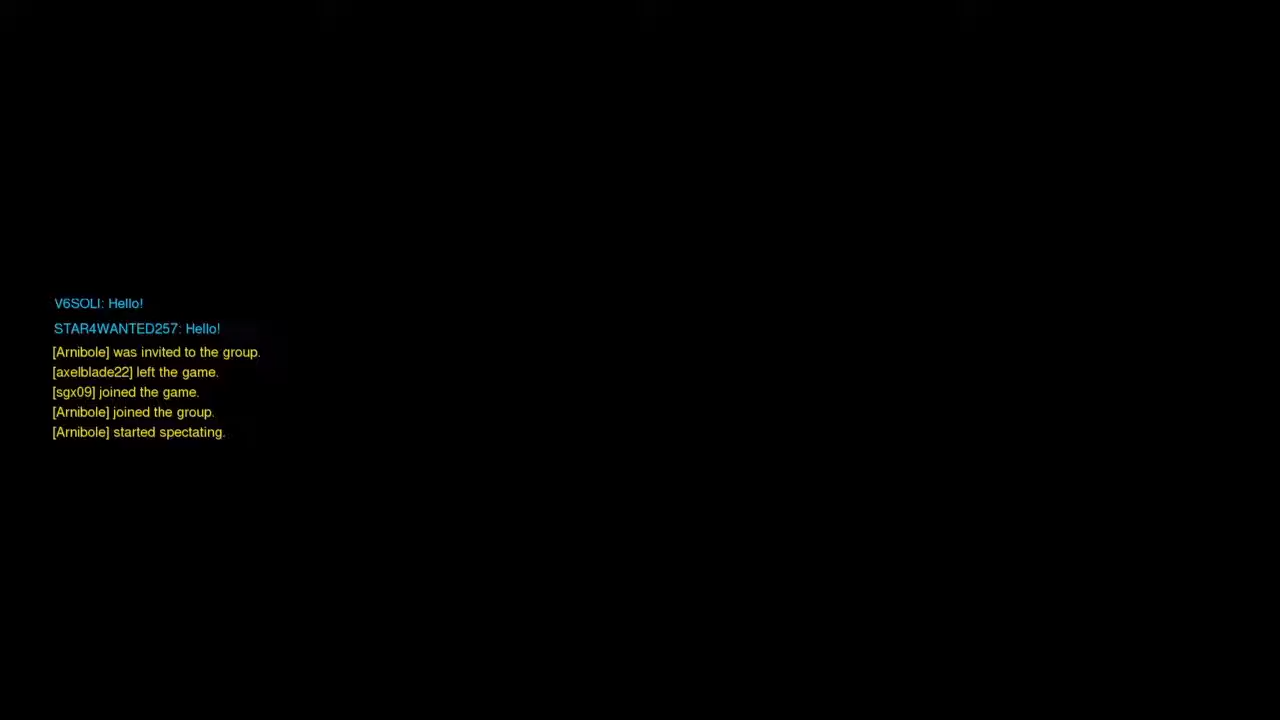 V6SOLI: Hello!
STAR4WANTED257: Hello!
[Arnibole] was invited to the group.
[axelblade22] left the game.
[sgx09] joined the game.
[Arnibole] joined the group.
[Arnibole] started spectating.